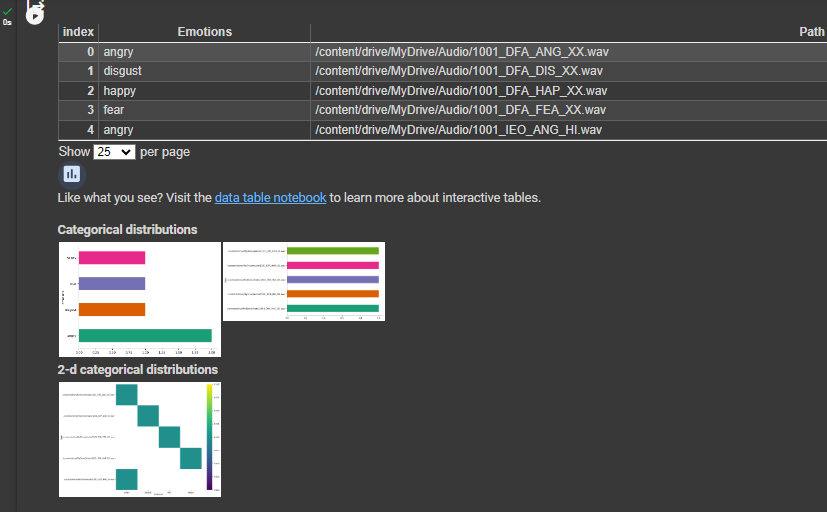 0s
index Emotions Path
0 angry /content/drive/MyDrive/Audio/1001_DFA_ANG_XX.wav
1 disgust /content/drive/MyDrive/Audio/1001_DFA_DIS_XX.wav
2 happy /content/drive/MyDrive/Audio/1001_DFA_HAP_XX.wav
3 fear /content/drive/MyDrive/Audio/1001_DFA_FEA_XX.wav
4 angry /content/drive/MyDrive/Audio/1001_IEO_ANG_HI.wav
Show 25 per page
Like what you see? Visit the data table notebook to learn more about interactive tables.
Categorical distributions
2-d categorical distributions